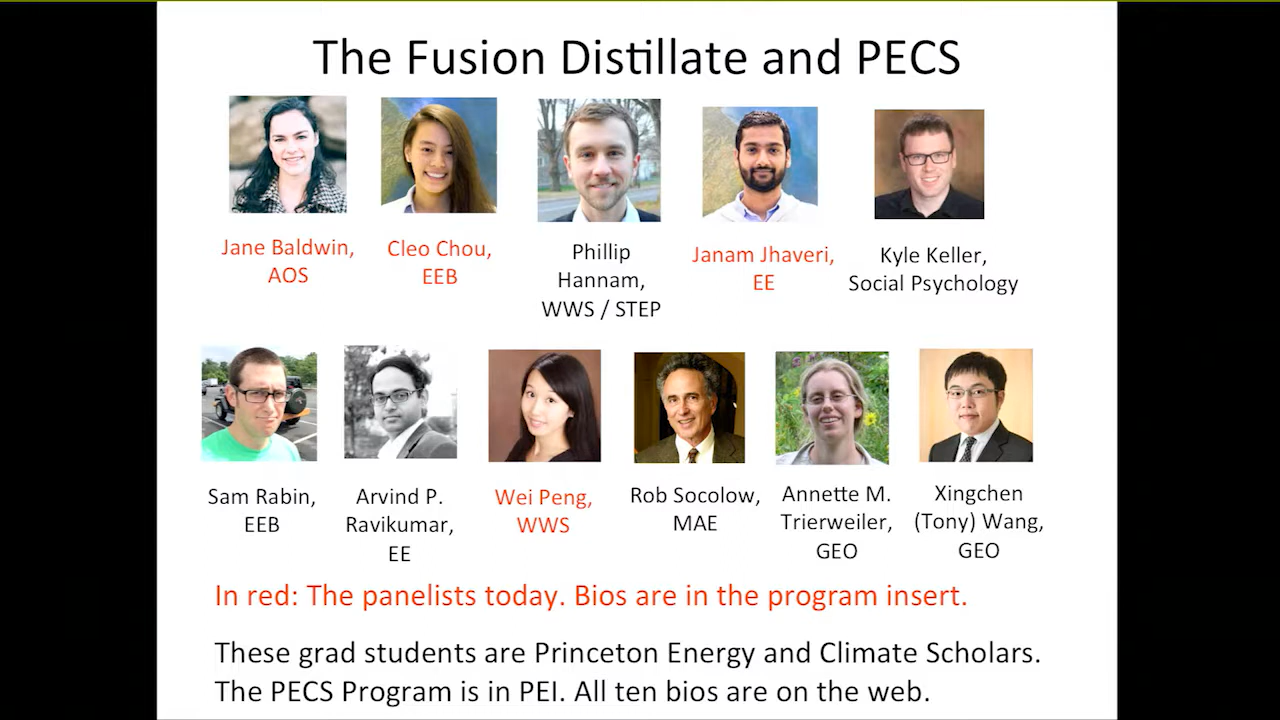 The Fusion Distillate and PECS
Jane Baldwin,
AOS
Cleo Chou,
EEB
Phillip
Hannam,
WWS / STEP
Janam Jhaveri,
EE
Kyle Keller,
Social Psychology
Sam Rabin,
EEB
Arvind P.
Ravikumar,
EE
Wei Peng,
WWS
Rob Socolow,
MAE
Annette M.
Trierweiler,
GEO
Xingchen
(Tony) Wang,
GEO
In red: The panelists today. Bios are in the program insert.
These grad students are Princeton Energy and Climate Scholars.
The PECS Program is in PEI. All ten bios are on the web.